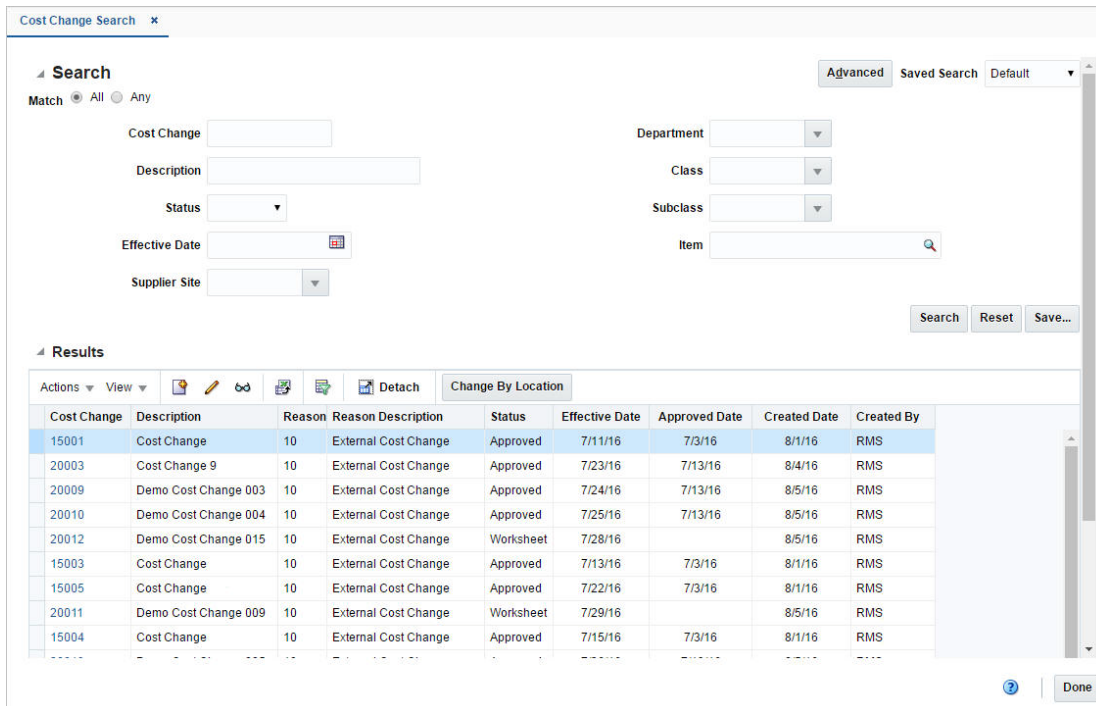 Cost Change Search ×
Search
Advanced Saved Search Default
Match All Any
Cost Change
Department
Description
Class
Status
Subclass
Effective Date
Item
Supplier Site
Search Reset Save...
Results
Actions View Detach Change By Location
Cost Change Description Reason Reason Description Status Effective Date Approved Date Created Date Created By
15001 Cost Change 10 External Cost Change Approved 7/11/16 7/3/16 8/1/16 RMS
20003 Cost Change 9 10 External Cost Change Approved 7/23/16 7/13/16 8/4/16 RMS
20009 Demo Cost Change 003 10 External Cost Change Approved 7/24/16 7/13/16 8/5/16 RMS
20010 Demo Cost Change 004 10 External Cost Change Approved 7/25/16 7/13/16 8/5/16 RMS
20012 Demo Cost Change 015 10 External Cost Change Worksheet 7/28/16 8/5/16 RMS
15003 Cost Change 10 External Cost Change Approved 7/13/16 7/3/16 8/1/16 RMS
15005 Cost Change 10 External Cost Change Approved 7/22/16 7/3/16 8/1/16 RMS
20011 Demo Cost Change 009 10 External Cost Change Worksheet 7/29/16 8/5/16 RMS
15004 Cost Change 10 External Cost Change Approved 7/15/16 7/3/16 8/1/16 RMS
? Done